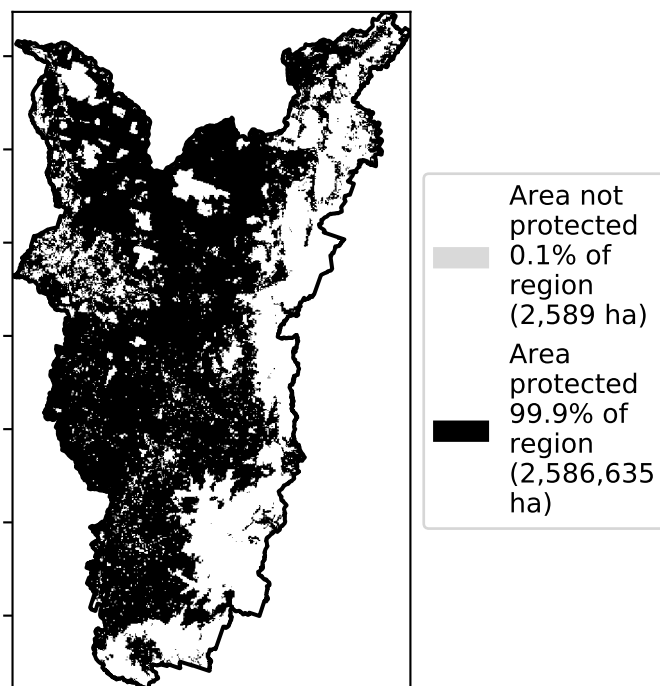 Area not
protected
0.1% of
region
(2,589 ha)
Area
protected
99.9% of
region
(2,586,635
ha)